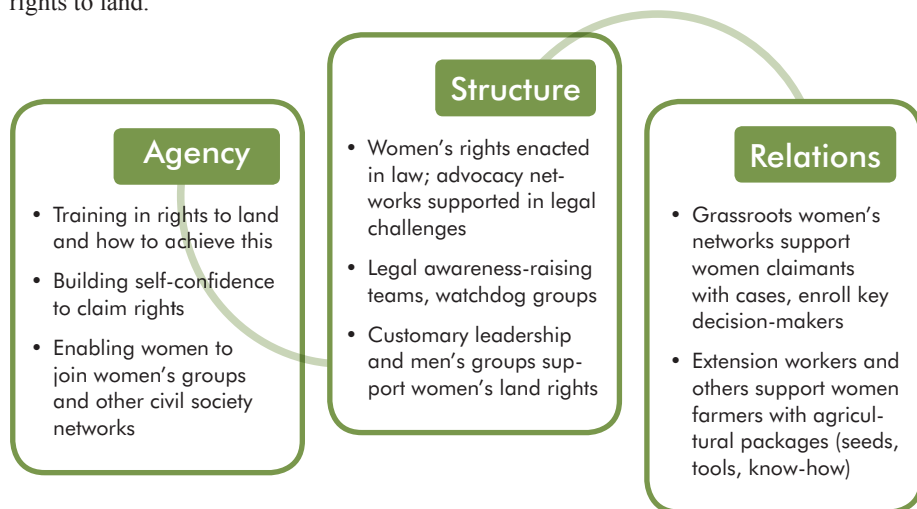 rights to land.
Agency
• Training in rights to land
and how to achieve this
• Building self-confidence
to claim rights
• Enabling women to
join women's groups
and other civil society
networks
Structure
• Women's rights enacted
in law; advocacy net-
works supported in legal
challenges
• Legal awareness-raising
teams, watchdog groups
• Customary leadership
and men's groups sup-
port women's land rights
Relations
• Grassroots women's
networks support
women claimants
with cases, enroll key
decision-makers
• Extension workers and
others support women
farmers with agricul-
tural packages (seeds,
tools, know-how)